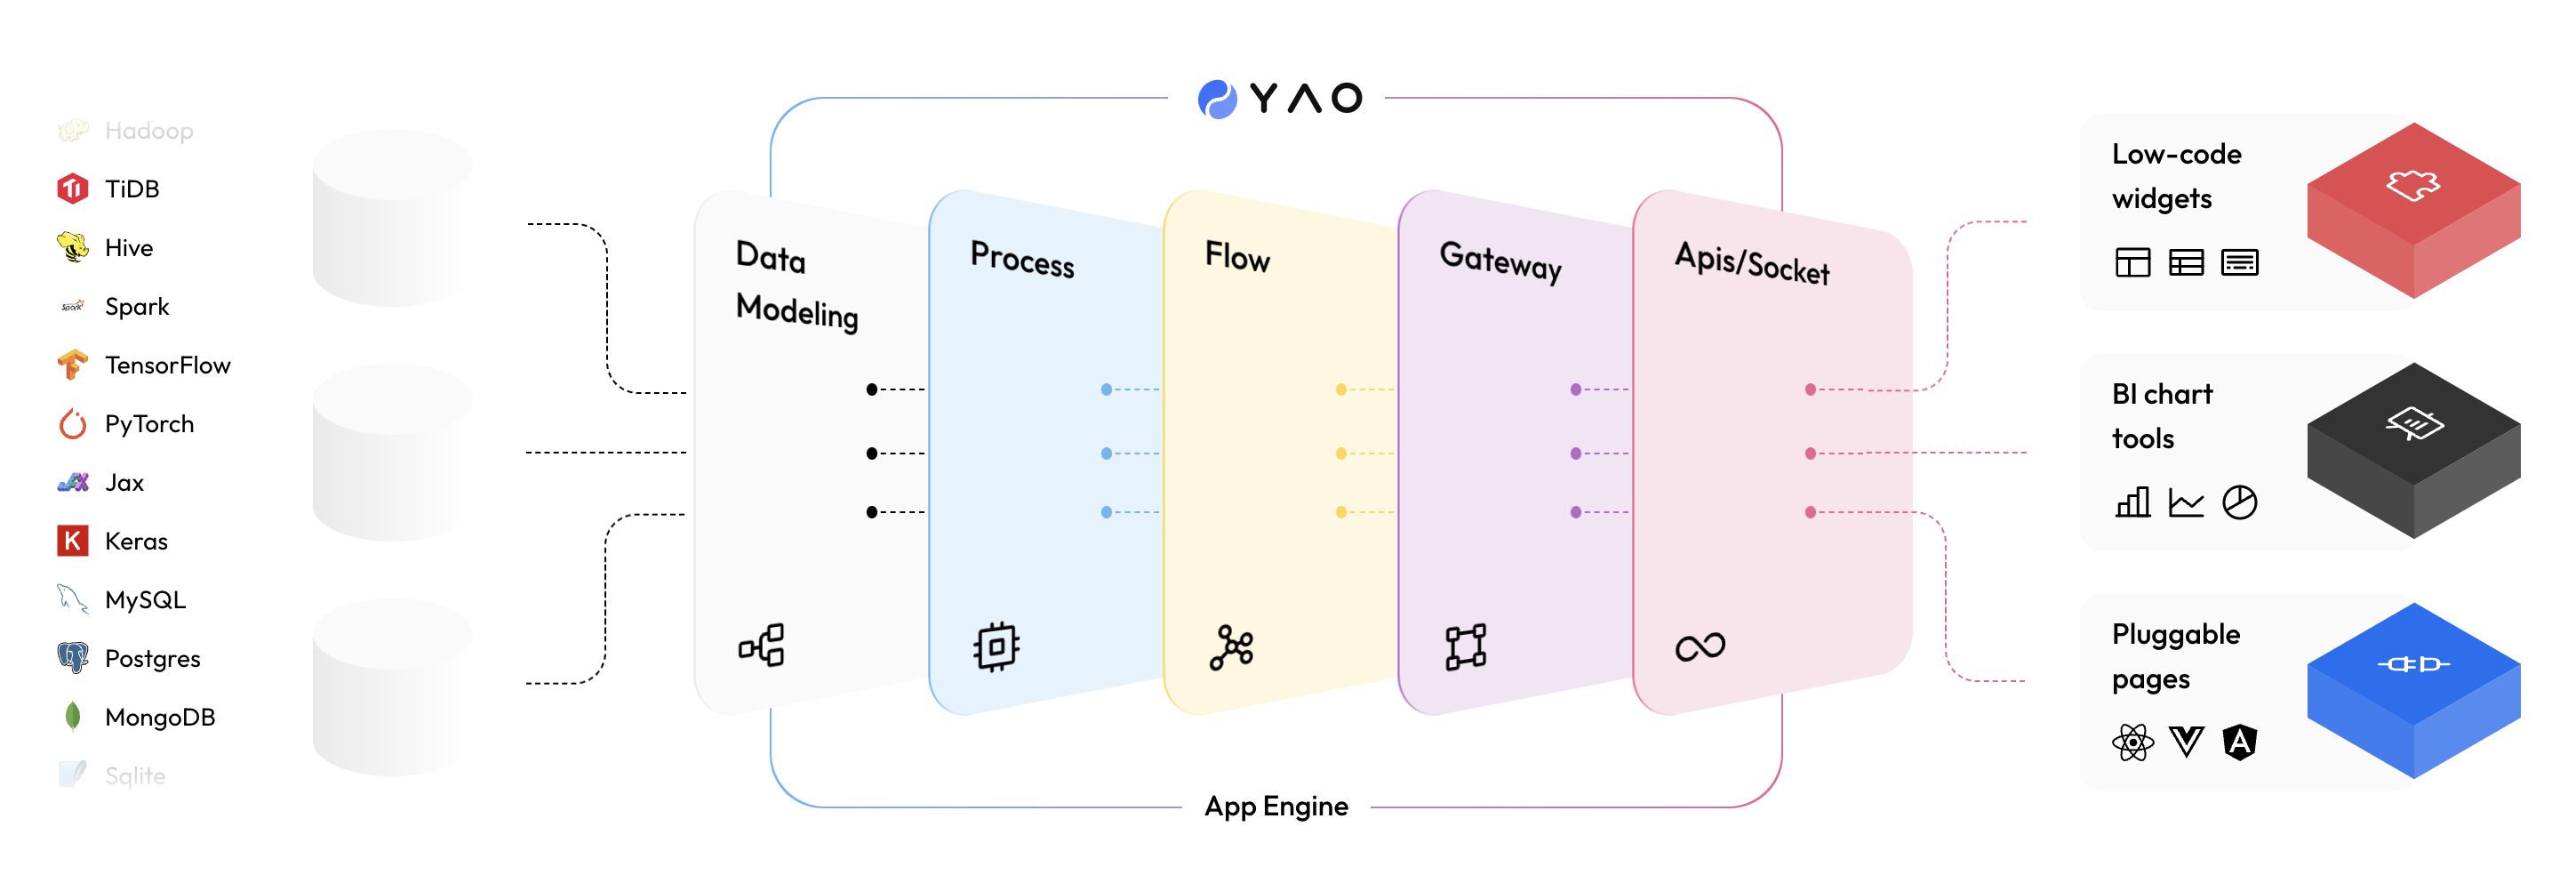 YAO
Hadoop
TiDB
Hive
Spark
TensorFlow
PyTorch
Jax
Keras
MySQL
Postgres
MongoDB
Sqlite
Data
Modeling
Process
Flow
Gateway
Apis/Socket
App Engine
Low-code
widgets
BI chart
tools
Pluggable
pages